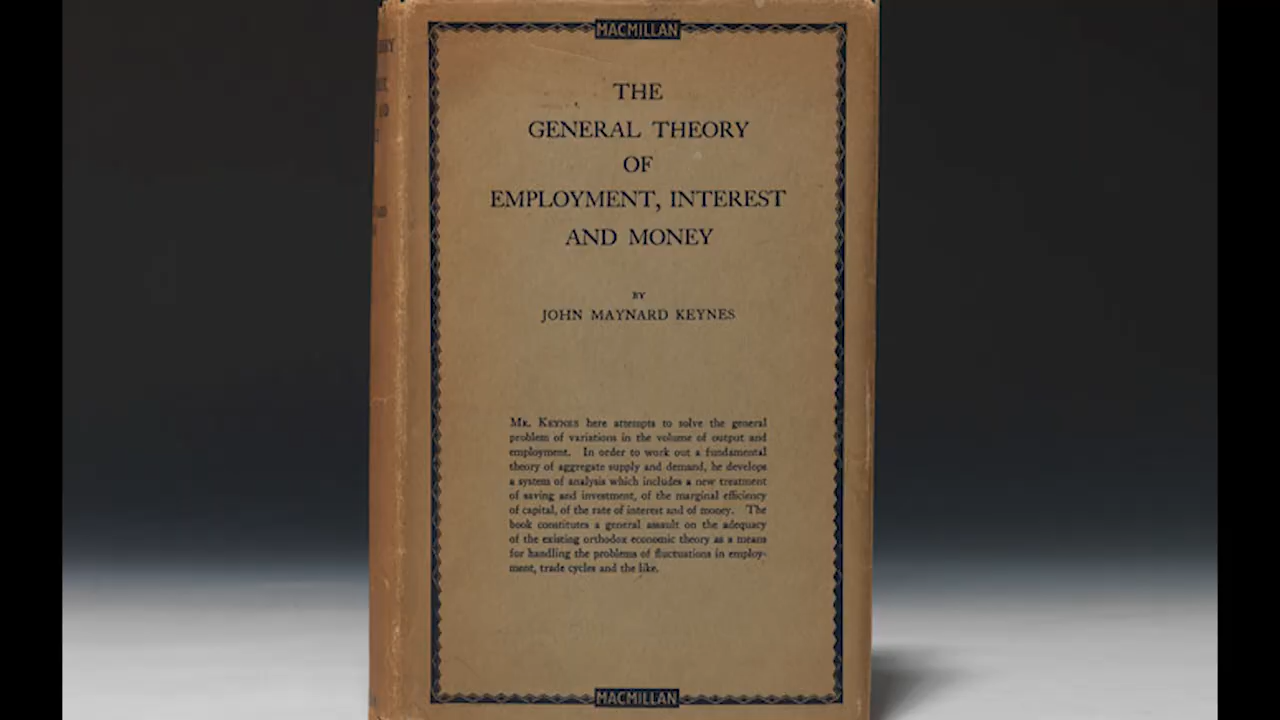 MACMILLAN
THE
GENERAL THEORY
OF
EMPLOYMENT, INTEREST
AND MONEY
BY
JOHN MAYNARD KEYNES
MR. KEYNES here attempts to solve the general
problem of variations in the volume of output and
employment. In order to work out a fundamental
theory of aggregate supply and demand, he develops
a system of analysis which includes a new treatment
of saving and investment, of the marginal efficiency
of capital, of the rate of interest and of money. The
book constitutes a general assault on the adequacy
of the existing orthodox economic theory as a means
for handling the problems of fluctuations in employ-
ment, trade cycles and the like.
MACMILLAN